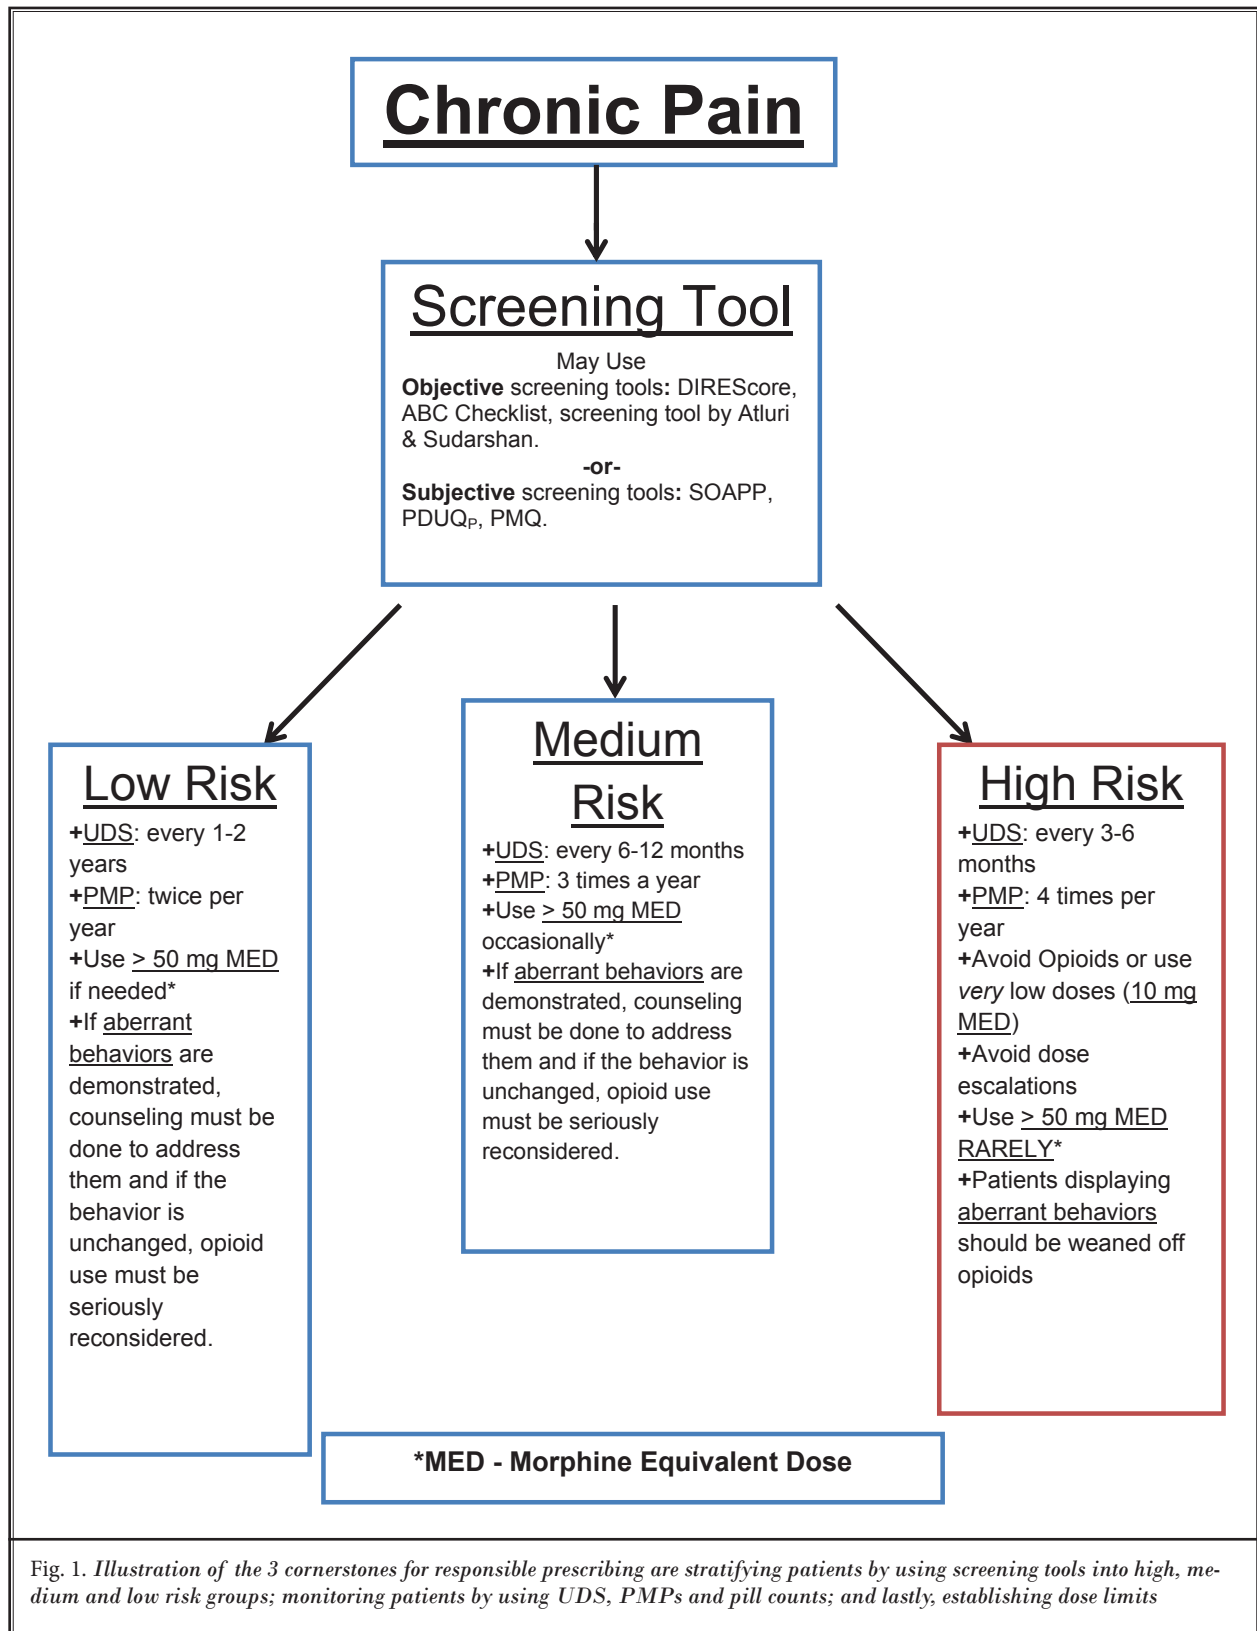 Chronic Pain
Screening Tool
May Use
Objective screening tools: DIREScore,
ABC Checklist, screening tool by Atluri
& Sudarshan.
-or-
Subjective screening tools: SOAPP,
PDUQP, PMQ.
Low Risk
+UDS: every 1-2
years
+PMP: twice per
year
+Use > 50 mg MED
if needed*
+If aberrant
behaviors are
demonstrated,
counseling must be
done to address
them and if the
behavior is
unchanged, opioid
use must be
seriously
reconsidered.
Medium
Risk
+UDS: every 6-12 months
+PMP: 3 times a year
+Use > 50 mg MED
occasionally*
+If aberrant behaviors are
demonstrated, counseling
must be done to address
them and if the behavior is
unchanged, opioid use
must be seriously
reconsidered.
High Risk
+UDS: every 3-6
months
+PMP: 4 times per
year
+Avoid Opioids or use
very low doses (10 mg
MED)
+Avoid dose
escalations
+Use > 50 mg MED
RARELY*
+Patients displaying
aberrant behaviors
should be weaned off
opioids
*MED - Morphine Equivalent Dose
Fig. 1. Illustration of the 3 cornerstones for responsible prescribing are stratifying patients by using screening tools into high, me-
dium and low risk groups; monitoring patients by using UDS, PMPs and pill counts; and lastly, establishing dose limits